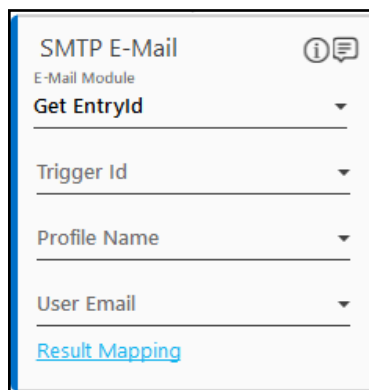 SMTP E-Mail
E-Mail Module
Get EntryId
Trigger Id
Profile Name
User Email
Result Mapping